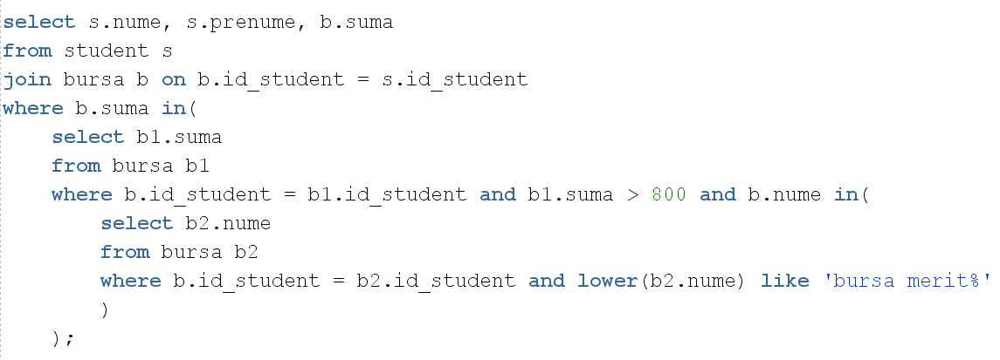 select s.nume, s.prenume, b.suma
from student s
join bursa b on b.id_student = s.id_student
where b.suma in(
    select b1.suma
    from bursa b1
    where b.id_student = b1.id_student and b1.suma > 800 and b.nume in(
        select b2.nume
        from bursa b2
        where b.id_student = b2.id_student and lower(b2.nume) like 'bursa merit%'
        )
    );